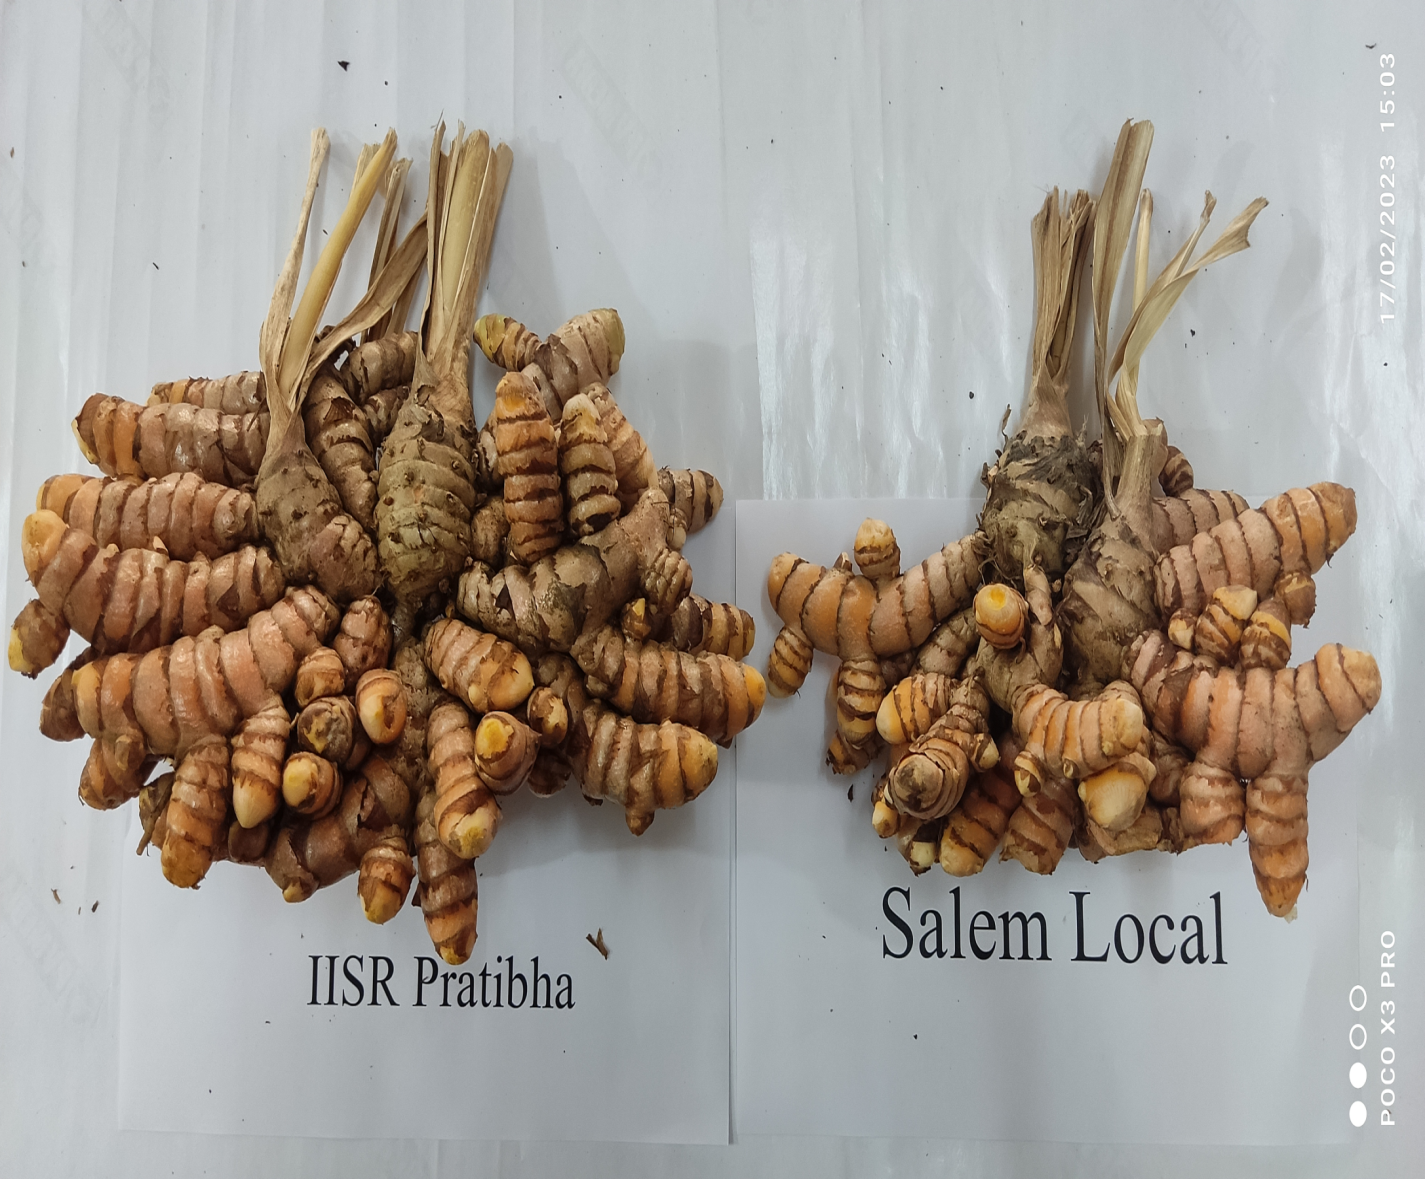 IISR Pratibha
Salem Local
17/02/2023 15:03
POCO X3 PRO